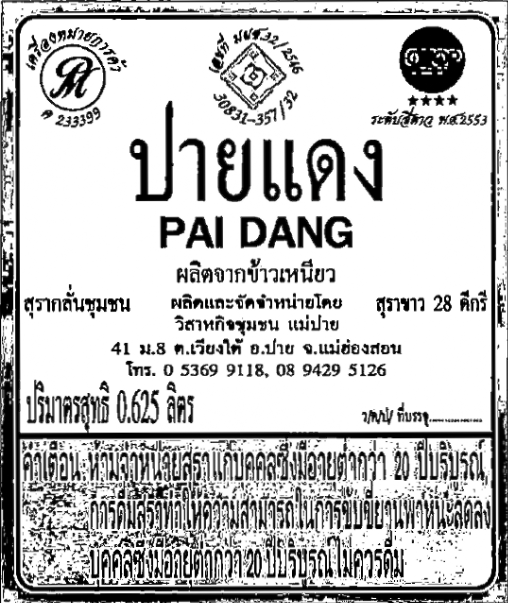 เครื่องหมายการค้า
ค 233399
เลขที่ มผช.32/2546
30831-357/32
OTOP
ระดับสี่ดาว พ.ศ.2553
ปายแดง
PAI DANG
ผลิตจากข้าวเหนียว
สุรากลั่นชุมชน ผลิตและจัดจำหน่ายโดย สุราขาว 28 ดีกรี
วิสาหกิจชุมชน แม่ปาย
41 ม.8 ต.เวียงใต้ อ.ปาย จ.แม่ฮ่องสอน
โทร. 0 5369 9118, 08 9429 5126
ปริมาตรสุทธิ 0.625 ลิตร ว/ด/ป ที่บรรจุ................
คำเตือน: ห้ามจำหน่ายสุราแก่บุคคลซึ่งมีอายุต่ำกว่า 20 ปีบริบูรณ์
การดื่มสุราทำให้ความสามารถในการขับขี่ยานพาหนะลดลง
บุคคลซึ่งมีอายุต่ำกว่า 20 ปีบริบูรณ์ไม่ควรดื่ม